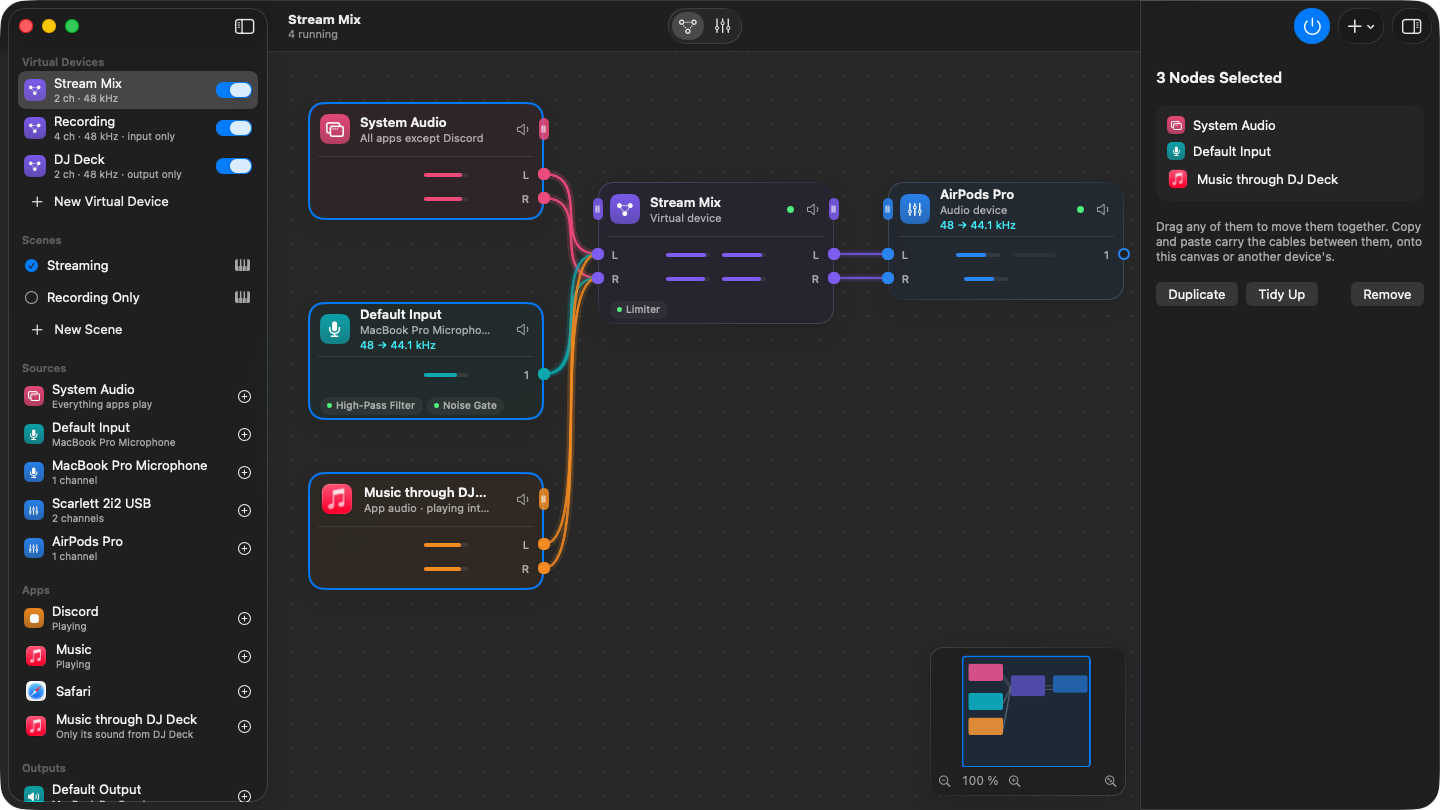 Stream Mix
4 running
Virtual Devices
Stream Mix
2 ch · 48 kHz
Recording
4 ch · 48 kHz · input only
DJ Deck
2 ch · 48 kHz · output only
New Virtual Device
Scenes
Streaming
Recording Only
New Scene
Sources
System Audio
Everything apps play
Default Input
MacBook Pro Microphone
MacBook Pro Microphone
1 channel
Scarlett 2i2 USB
2 channels
AirPods Pro
1 channel
Apps
Discord
Playing
Music
Playing
Safari
Music through DJ Deck
Only its sound from DJ Deck
Outputs
Default Output
System Audio
All apps except Discord
L
R
Default Input
MacBook Pro Micropho...
48 → 44.1 kHz
1
High-Pass Filter
Noise Gate
Music through DJ...
App audio · playing int...
L
R
Stream Mix
Virtual device
L L
R R
Limiter
AirPods Pro
Audio device
48 → 44.1 kHz
L 1
R
100 %
3 Nodes Selected
System Audio
Default Input
Music through DJ Deck
Drag any of them to move them together. Copy
and paste carry the cables between them, onto
this canvas or another device's.
Duplicate
Tidy Up
Remove